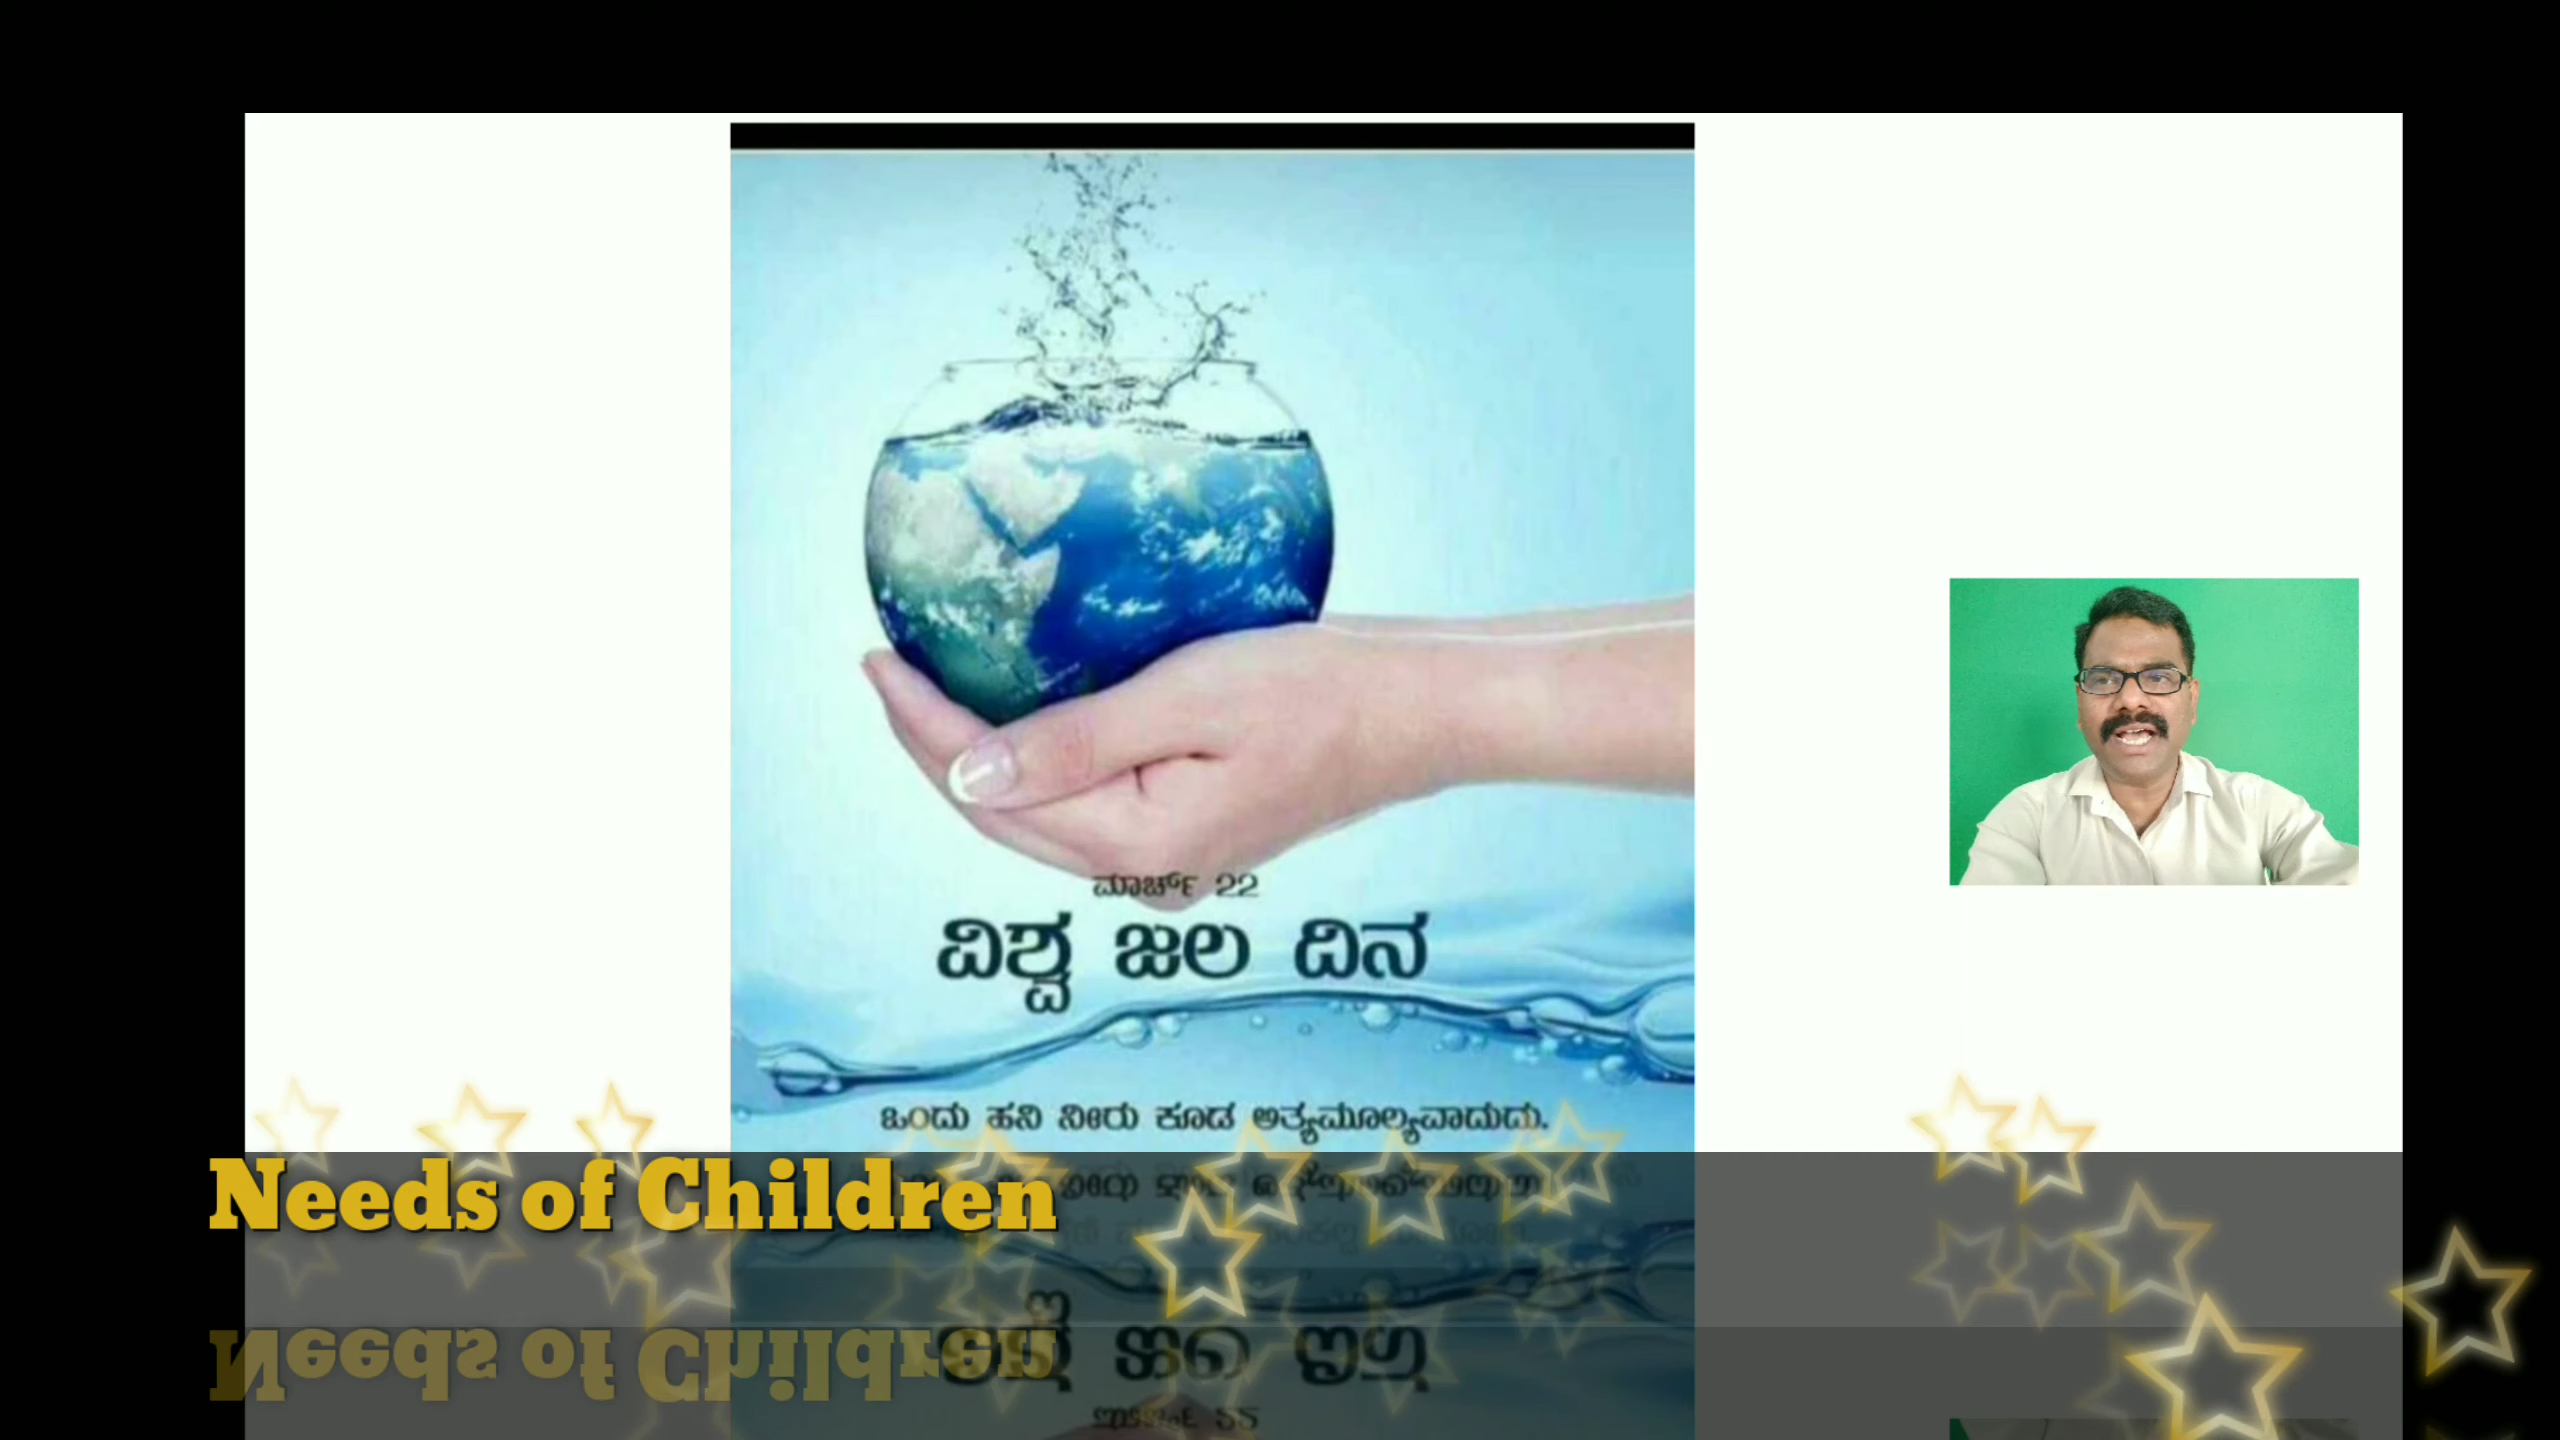 ಮಾರ್ಚ್ 22
ವಿಶ್ವ ಜಲ ದಿನ
ಒಂದು ಹನಿ ನೀರು ಕೂಡ ಅತ್ಯಮೂಲ್ಯವಾದುದು.
Needs of Children